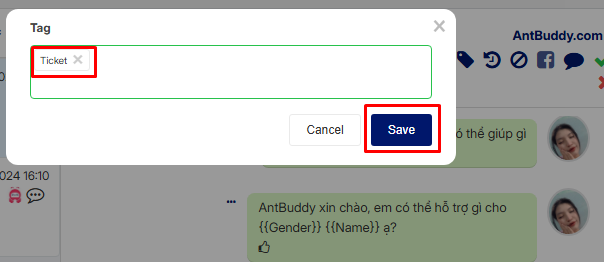 Tag
AntBuddy.com
Ticket
Cancel
Save
ó thể giúp gì
024 16:10
AntBuddy xin chào, em có thể hỗ trợ gì cho
{{Gender}} {{Name}} ạ?